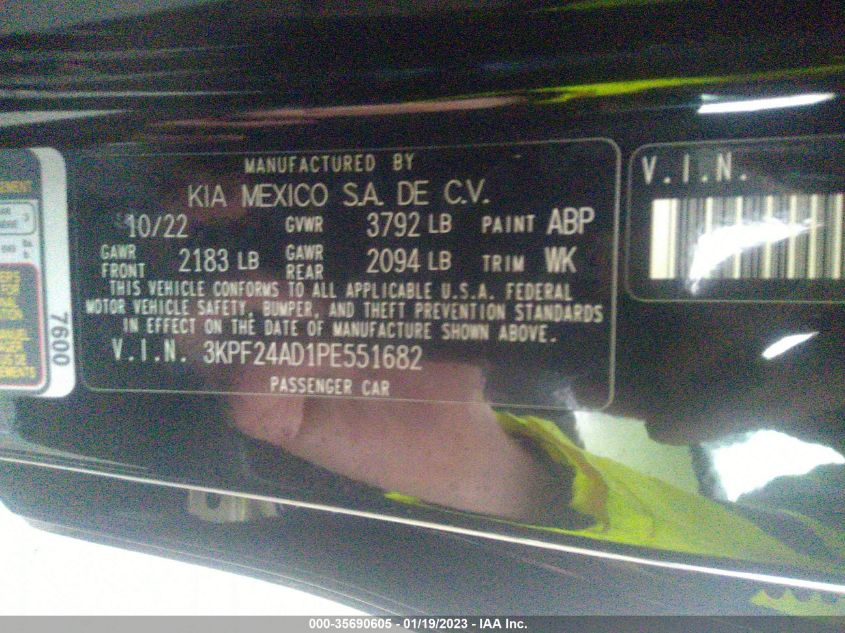 MANUFACTURED BY
KIA MEXICO S.A. DE C.V.
10/22 GVWR 3792 LB PAINT ABP
GAWR FRONT 2183 LB GAWR REAR 2094 LB TRIM WK
THIS VEHICLE CONFORMS TO ALL APPLICABLE U.S.A. FEDERAL
MOTOR VEHICLE SAFETY, BUMPER, AND THEFT PREVENTION STANDARDS
IN EFFECT ON THE DATE OF MANUFACTURE SHOWN ABOVE.
V.I.N. 3KPF24AD1PE551682
PASSENGER CAR
V.I.N.
7600
000-35690605 - 01/19/2023 - IAA Inc.